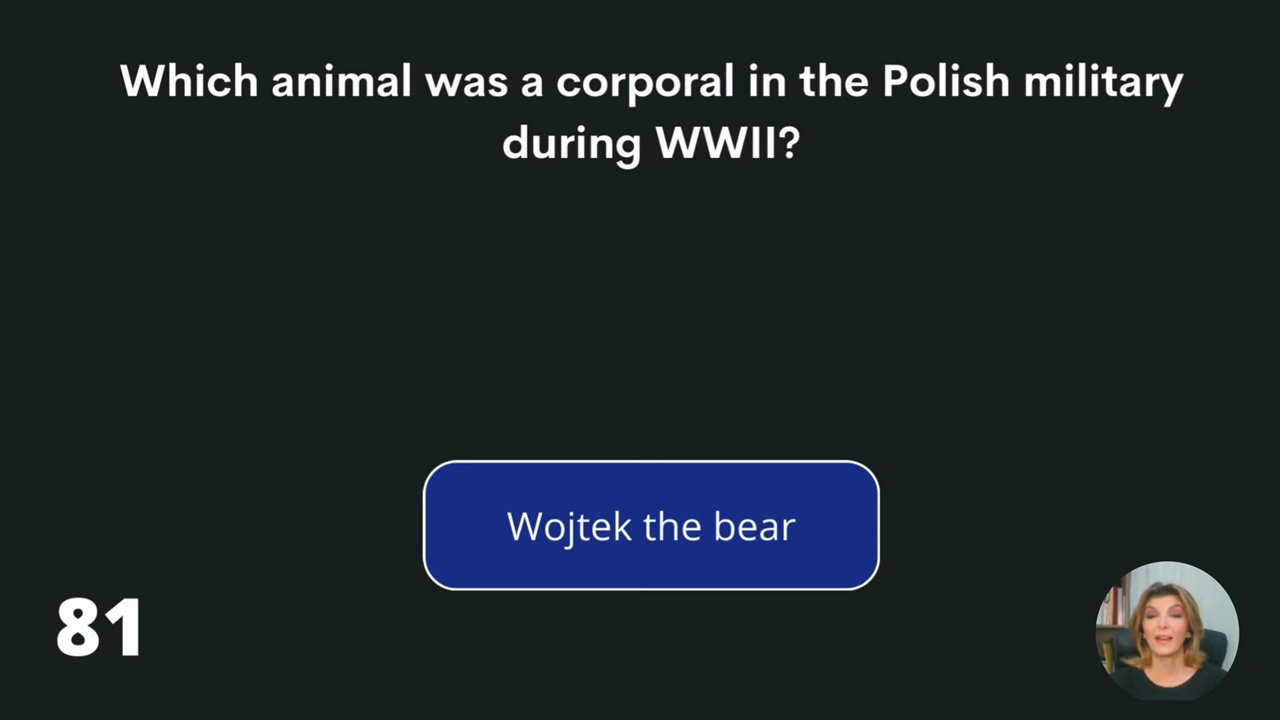 Which animal was a corporal in the Polish military
during WWII?
Wojtek the bear
81